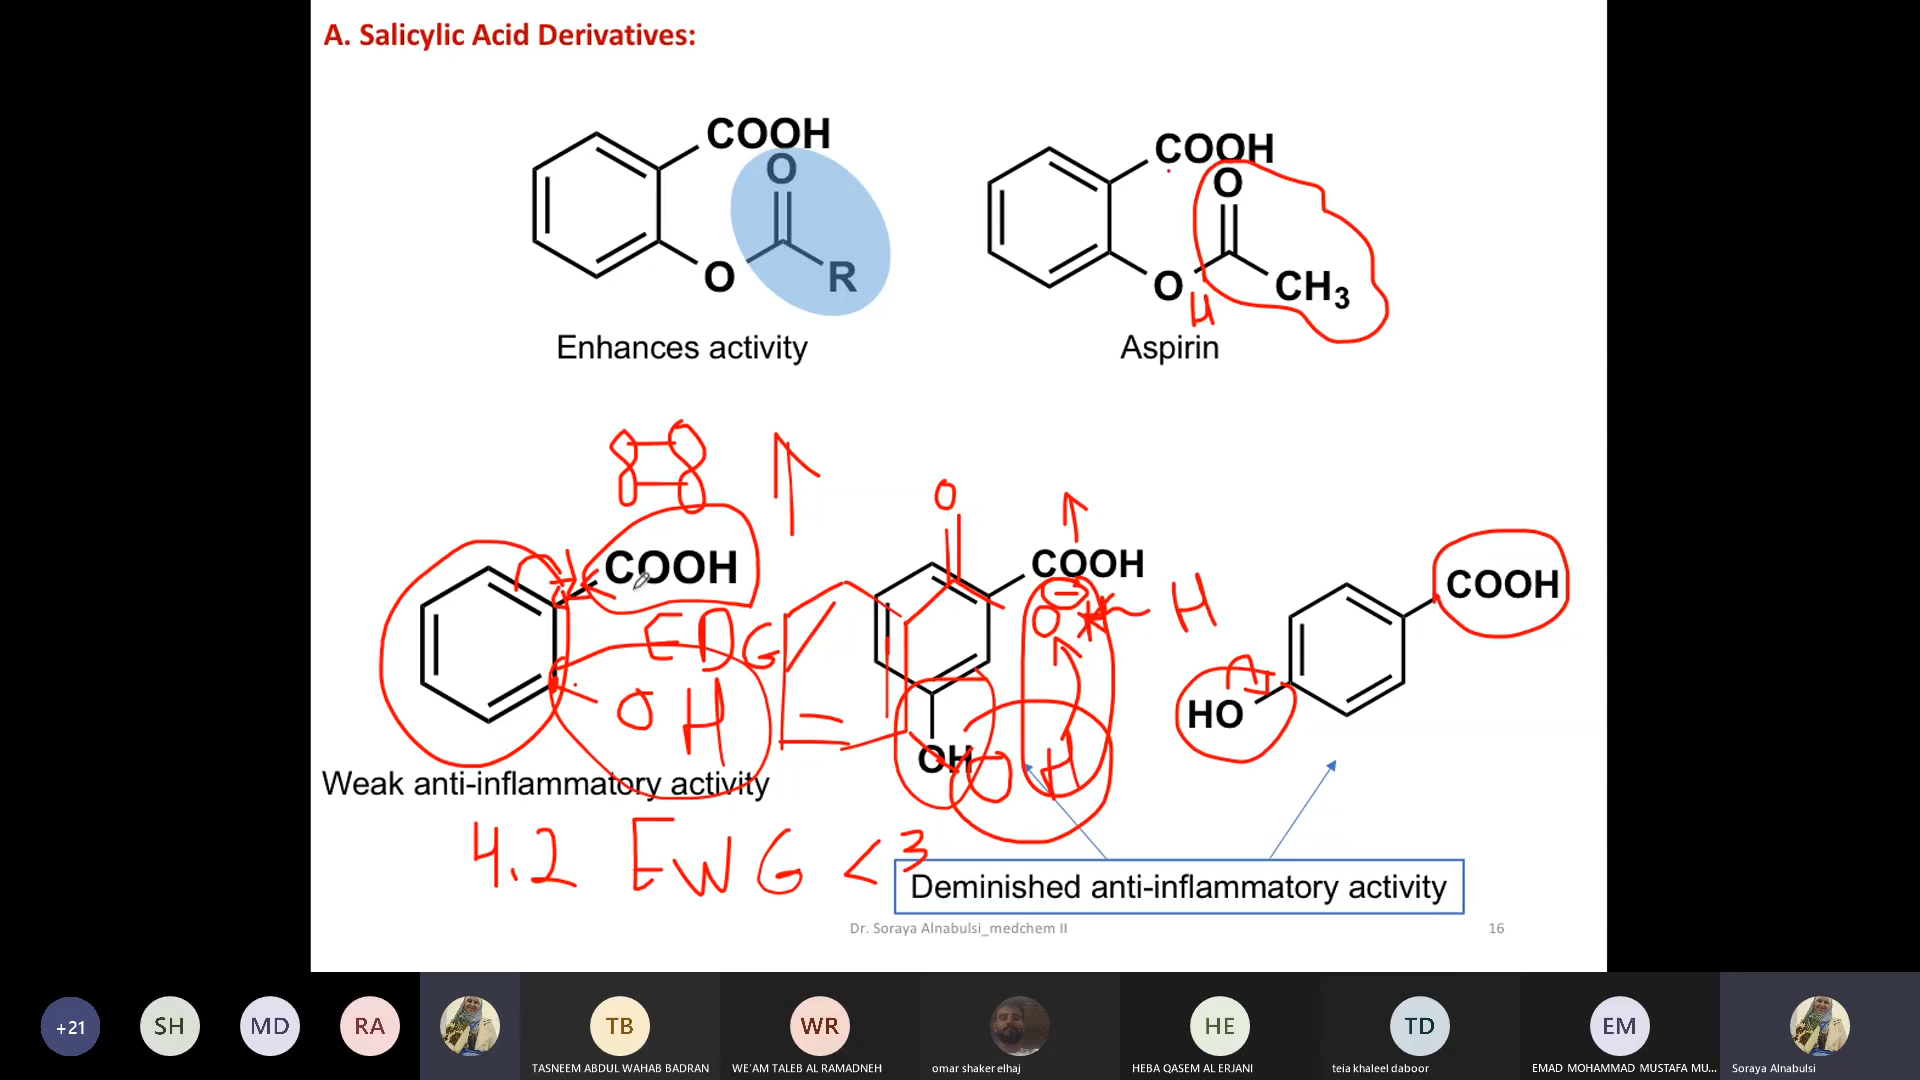 A. Salicylic Acid Derivatives:
COOH
O
O
R
Enhances activity
COOH
O
O
H
CH3
Aspirin
COOH
EDG
OH
Weak anti-inflammatory activity
O
COOH
O
H
OH
OH
COOH
HO
4.2 EWG <3
Deminished anti-inflammatory activity
Dr. Soraya Alnabulsi_medchem II
16
+21
SH
MD
RA
TB
WR
HE
TD
EM
TASNEEM ABDUL WAHAB BADRAN
WE'AM TALEB AL RAMADNEH
omar shaker elhaj
HEBA QASEM AL ERJANI
teia khaleel daboor
EMAD MOHAMMAD MUSTAFA MU...
Soraya Alnabulsi